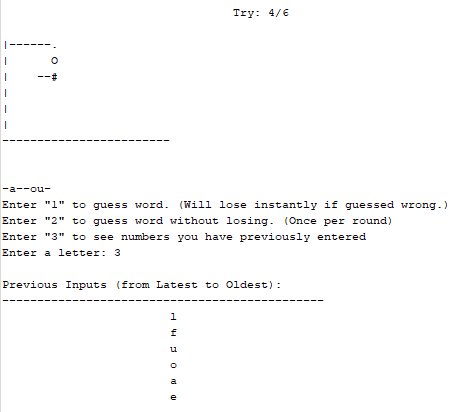 Try: 4/6
|------.
|      O
|    --#
|
|
|
------------------------
-a--ou-
Enter "1" to guess word. (Will lose instantly if guessed wrong.)
Enter "2" to guess word without losing. (Once per round)
Enter "3" to see numbers you have previously entered
Enter a letter: 3
Previous Inputs (from Latest to Oldest):
----------------------------------------------
l
f
u
o
a
e